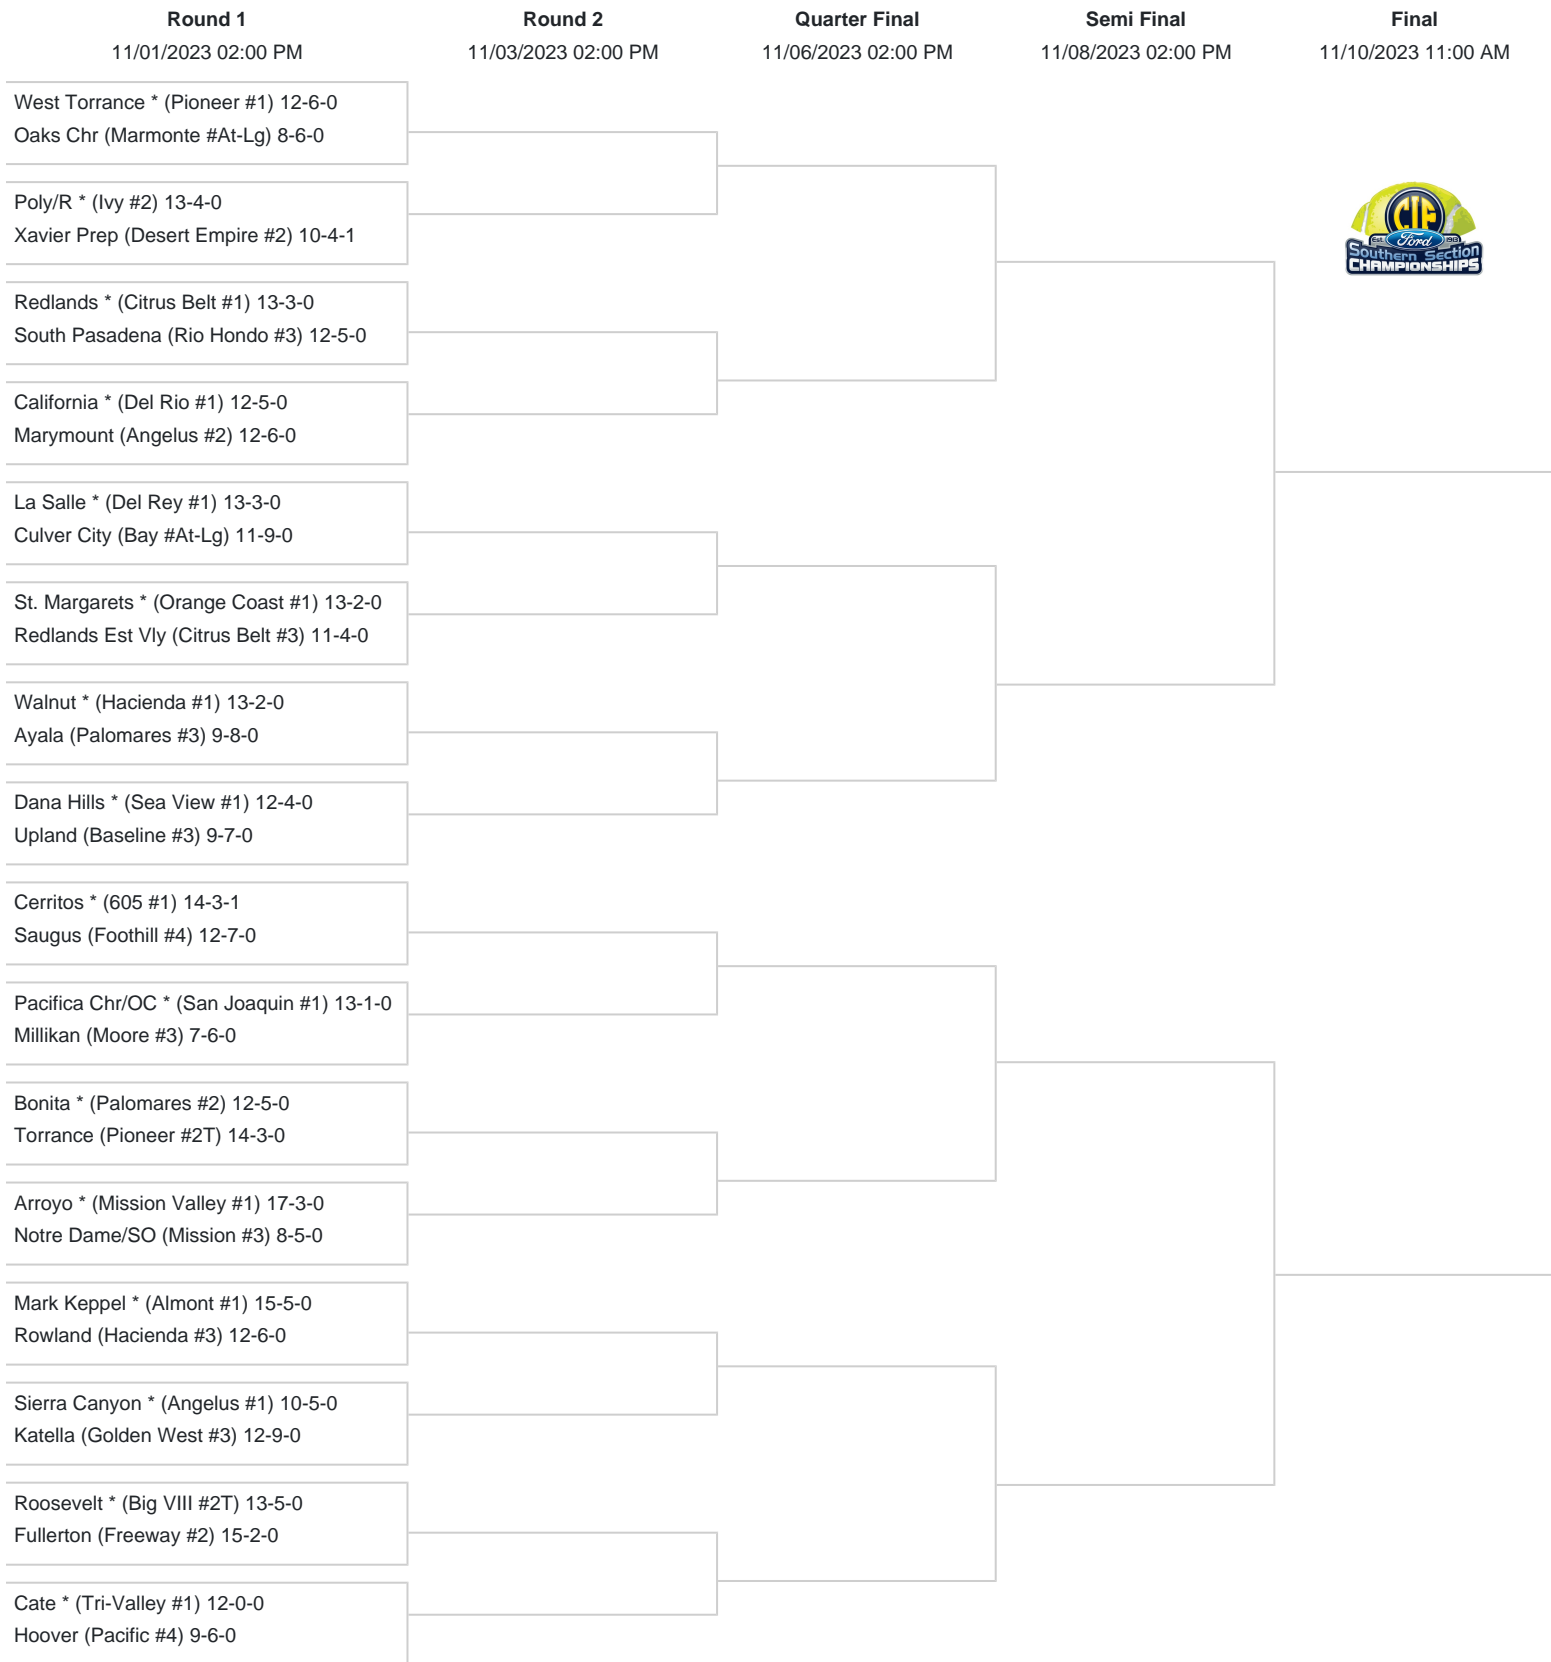 Round 1 Round 2 Quarter Final Semi Final Final
11/01/2023 02:00 PM 11/03/2023 02:00 PM 11/06/2023 02:00 PM 11/08/2023 02:00 PM 11/10/2023 11:00 AM
West Torrance * (Pioneer #1) 12-6-0
Oaks Chr (Marmonte #At-Lg) 8-6-0
Poly/R * (Ivy #2) 13-4-0
Xavier Prep (Desert Empire #2) 10-4-1
CIF
Est. Ford 1913
Southern Section
CHAMPIONSHIPS
Redlands * (Citrus Belt #1) 13-3-0
South Pasadena (Rio Hondo #3) 12-5-0
California * (Del Rio #1) 12-5-0
Marymount (Angelus #2) 12-6-0
La Salle * (Del Rey #1) 13-3-0
Culver City (Bay #At-Lg) 11-9-0
St. Margarets * (Orange Coast #1) 13-2-0
Redlands Est Vly (Citrus Belt #3) 11-4-0
Walnut * (Hacienda #1) 13-2-0
Ayala (Palomares #3) 9-8-0
Dana Hills * (Sea View #1) 12-4-0
Upland (Baseline #3) 9-7-0
Cerritos * (605 #1) 14-3-1
Saugus (Foothill #4) 12-7-0
Pacifica Chr/OC * (San Joaquin #1) 13-1-0
Millikan (Moore #3) 7-6-0
Bonita * (Palomares #2) 12-5-0
Torrance (Pioneer #2T) 14-3-0
Arroyo * (Mission Valley #1) 17-3-0
Notre Dame/SO (Mission #3) 8-5-0
Mark Keppel * (Almont #1) 15-5-0
Rowland (Hacienda #3) 12-6-0
Sierra Canyon * (Angelus #1) 10-5-0
Katella (Golden West #3) 12-9-0
Roosevelt * (Big VIII #2T) 13-5-0
Fullerton (Freeway #2) 15-2-0
Cate * (Tri-Valley #1) 12-0-0
Hoover (Pacific #4) 9-6-0